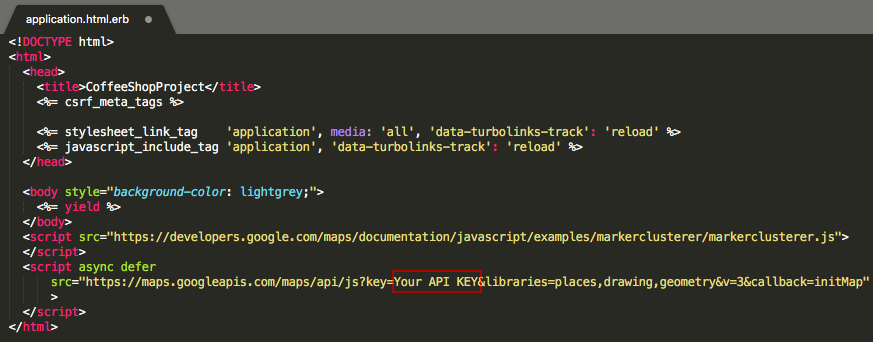 application.html.erb
<!DOCTYPE html>
<html>
  <head>
    <title>CoffeeShopProject</title>
    <%= csrf_meta_tags %>

    <%= stylesheet_link_tag    'application', media: 'all', 'data-turbolinks-track': 'reload' %>
    <%= javascript_include_tag 'application', 'data-turbolinks-track': 'reload' %>
  </head>

  <body style="background-color: lightgrey;">
    <%= yield %>
  </body>
  <script src="https://developers.google.com/maps/documentation/javascript/examples/markerclusterer/markerclusterer.js">
  </script>
  <script async defer
      src="https://maps.googleapis.com/maps/api/js?key=Your API KEY&libraries=places,drawing,geometry&v=3&callback=initMap"
      >
  </script>
</html>